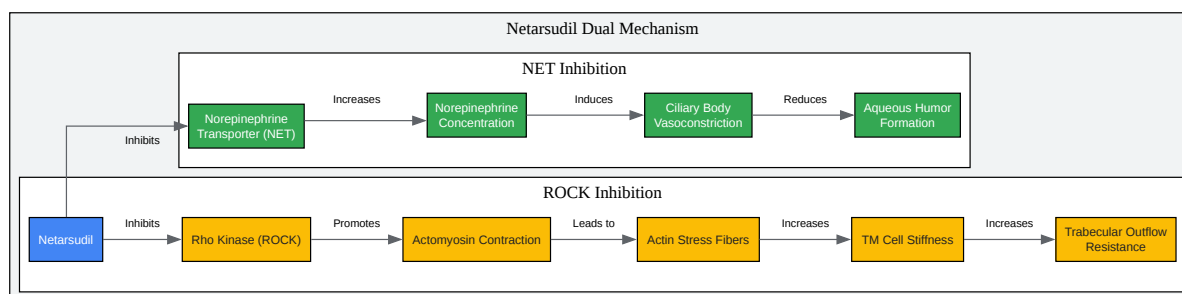 Netarsudil Dual Mechanism
NET Inhibition
Increases
Induces
Reduces
Norepinephrine
Transporter (NET)
Norepinephrine
Concentration
Ciliary Body
Vasoconstriction
Aqueous Humor
Formation
Inhibits
ROCK Inhibition
Netarsudil
Inhibits
Rho Kinase (ROCK)
Promotes
Actomyosin Contraction
Leads to
Actin Stress Fibers
Increases
TM Cell Stiffness
Increases
Trabecular Outflow
Resistance